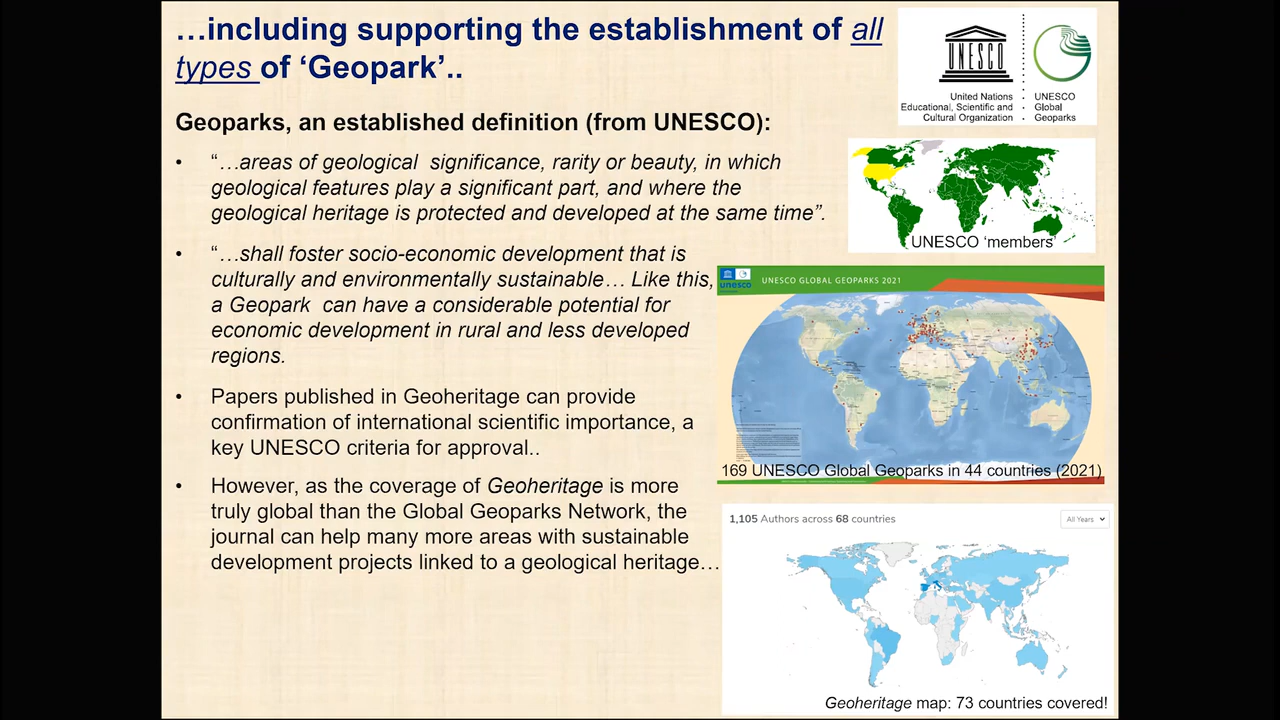 …including supporting the establishment of all
types of ‘Geopark’..
UNESCO
United Nations
Educational, Scientific and
Cultural Organization
UNESCO
Global
Geoparks
Geoparks, an established definition (from UNESCO):
• “…areas of geological significance, rarity or beauty, in which
geological features play a significant part, and where the
geological heritage is protected and developed at the same time”.
• “…shall foster socio-economic development that is
culturally and environmentally sustainable… Like this,
a Geopark can have a considerable potential for
economic development in rural and less developed
regions.
• Papers published in Geoheritage can provide
confirmation of international scientific importance, a
key UNESCO criteria for approval..
• However, as the coverage of Geoheritage is more
truly global than the Global Geoparks Network, the
journal can help many more areas with sustainable
development projects linked to a geological heritage…
UNESCO ‘members’
unesco
UNESCO GLOBAL GEOPARKS 2021
169 UNESCO Global Geoparks in 44 countries (2021)
1,105 Authors across 68 countries
All Years
Geoheritage map: 73 countries covered!